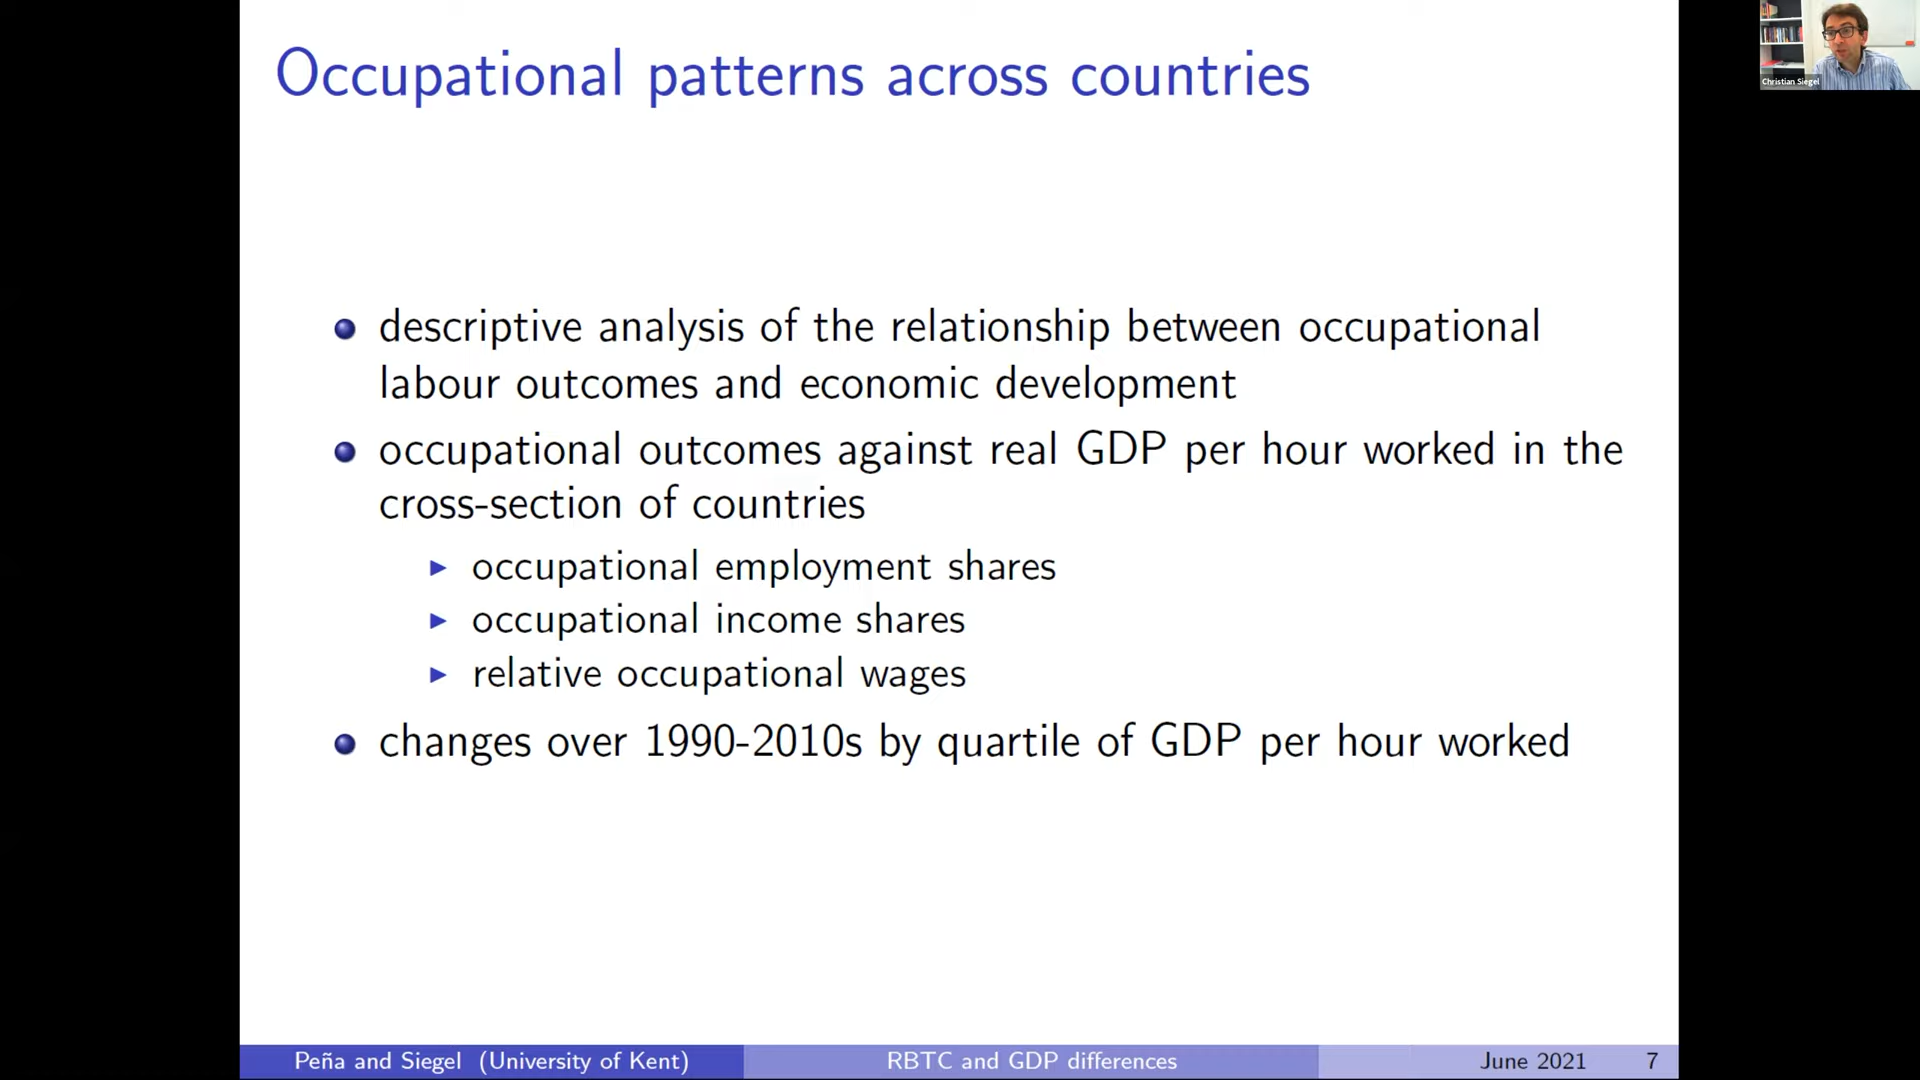 Occupational patterns across countries
Christian Siegel
descriptive analysis of the relationship between occupational
labour outcomes and economic development
occupational outcomes against real GDP per hour worked in the
cross-section of countries
occupational employment shares
occupational income shares
relative occupational wages
changes over 1990-2010s by quartile of GDP per hour worked
Peña and Siegel (University of Kent)
RBTC and GDP differences
June 2021
7